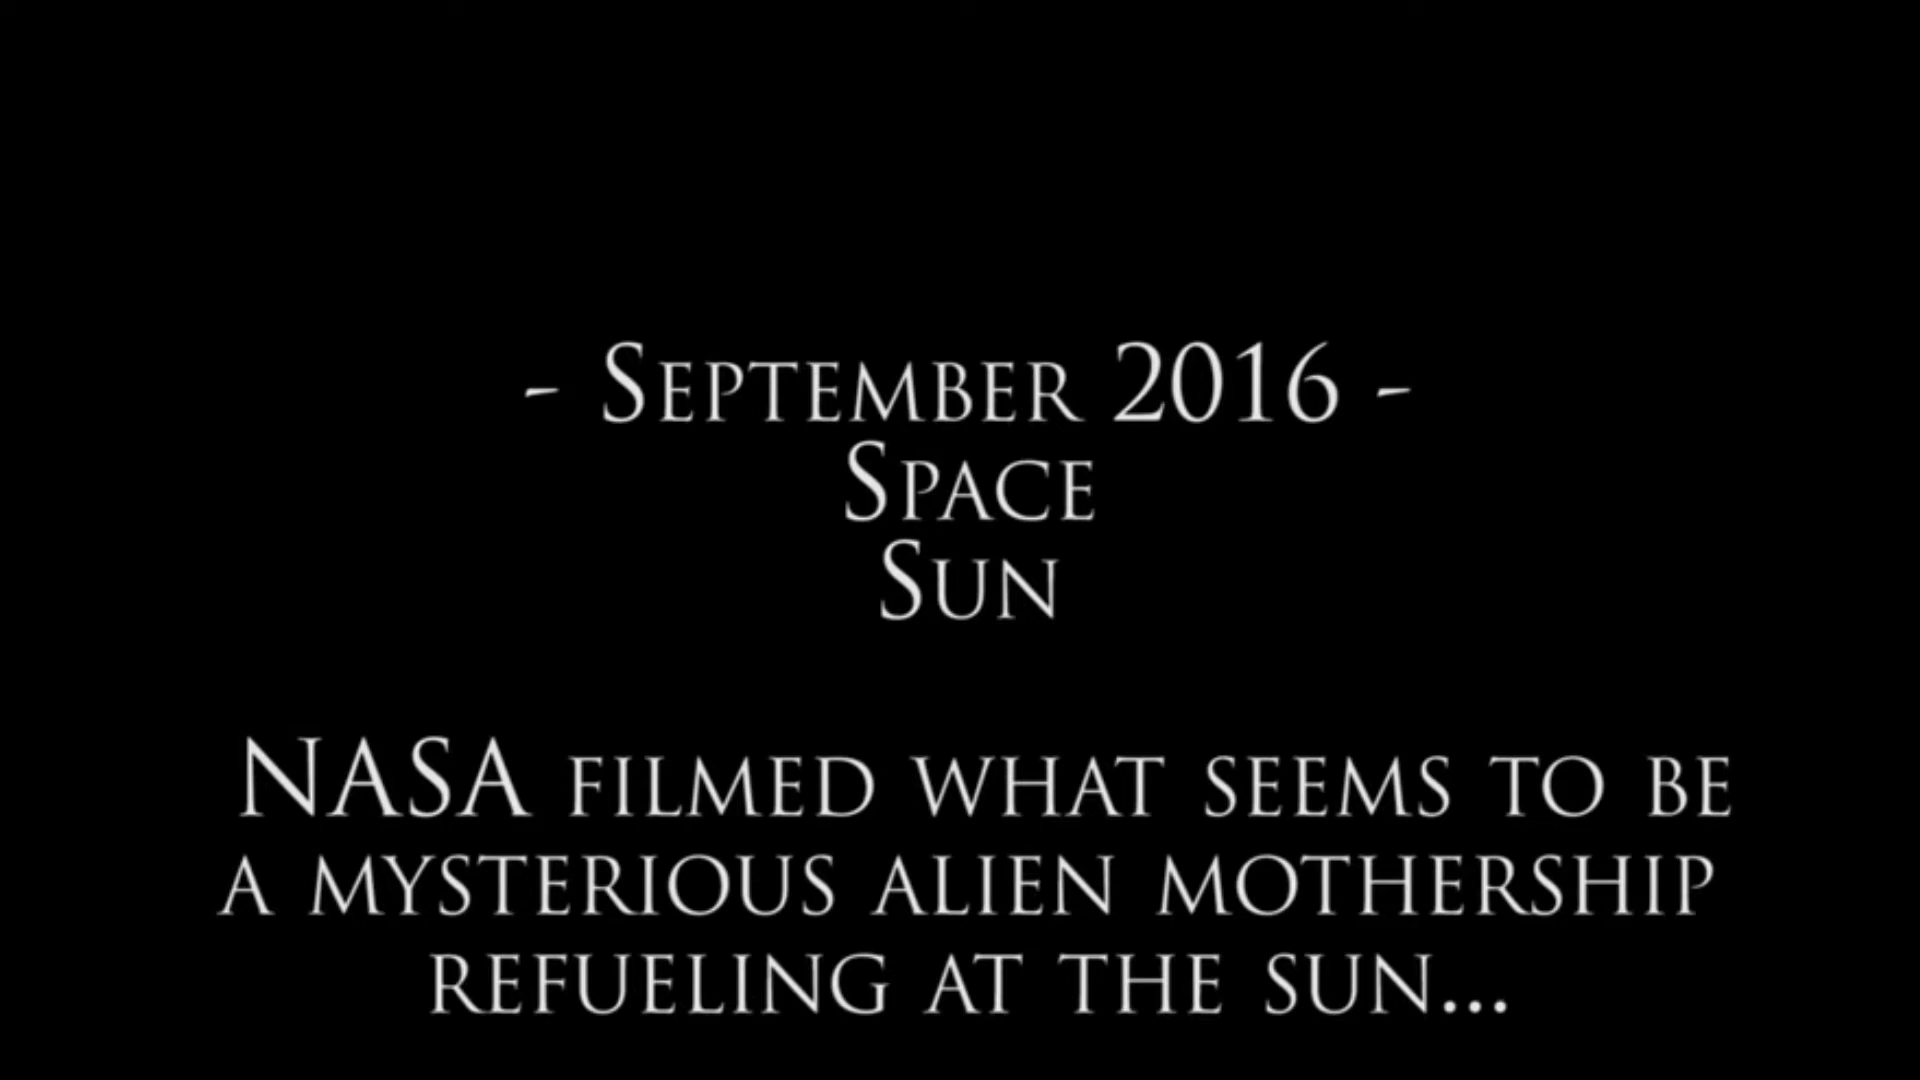 - September 2016 -
Space
Sun
NASA filmed what seems to be
a mysterious alien mothership
refueling at the sun...